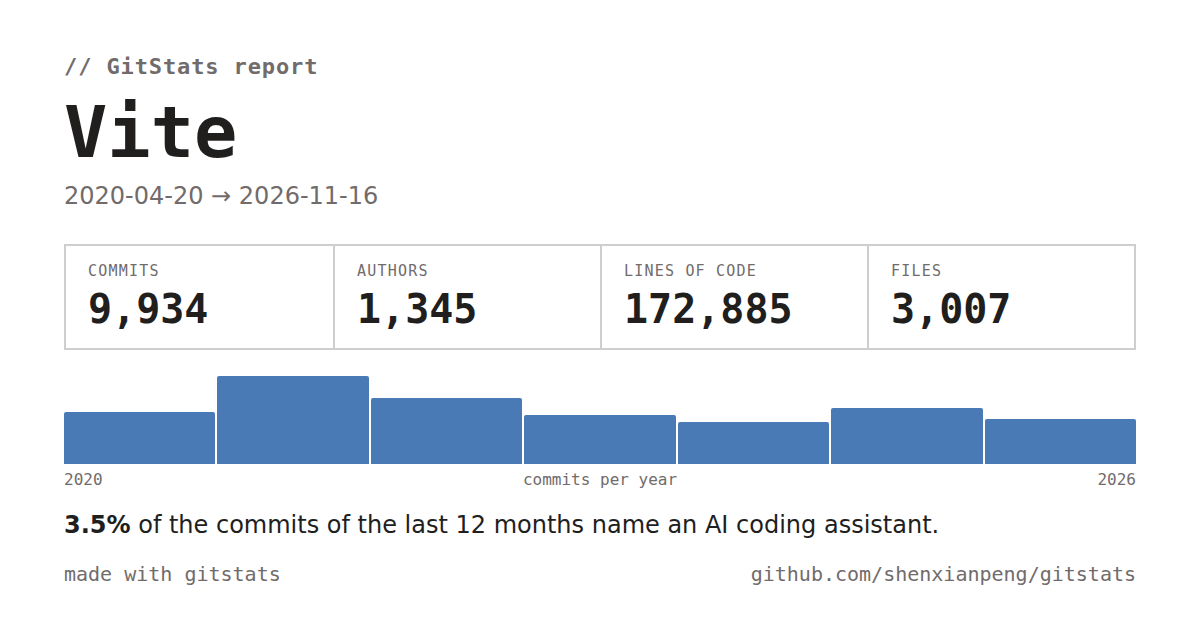 // GitStats report
Vite
2020-04-20 → 2026-11-16
COMMITS AUTHORS LINES OF CODE FILES
9,934 1,345 172,885 3,007
2020 commits per year 2026
3.5% of the commits of the last 12 months name an AI coding assistant.
made with gitstats github.com/shenxianpeng/gitstats